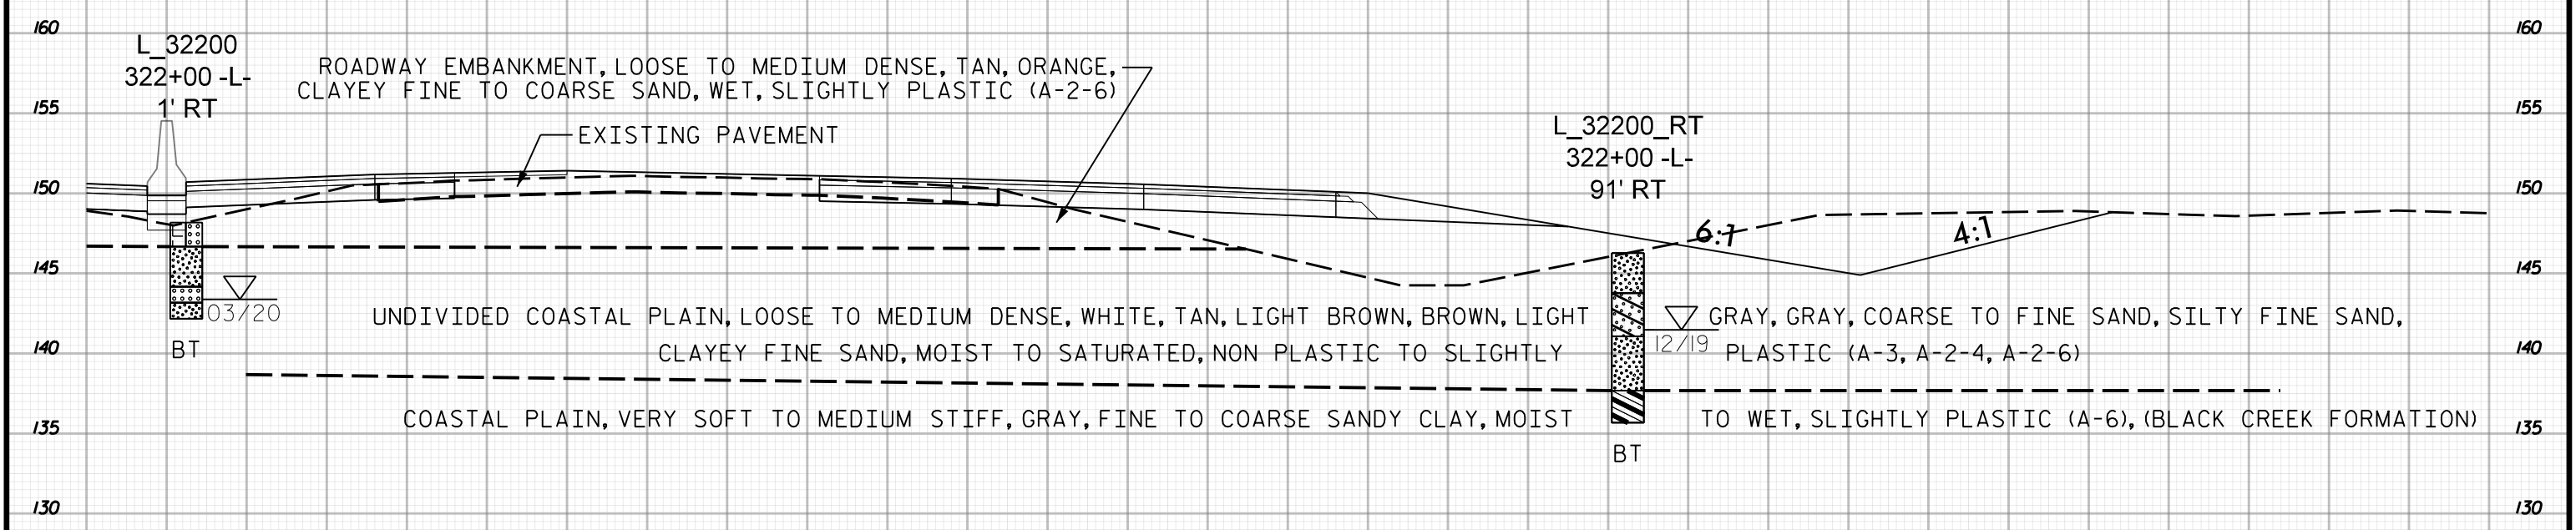 160
160
L_32200
322+00 -L-
1' RT
ROADWAY EMBANKMENT, LOOSE TO MEDIUM DENSE, TAN, ORANGE,
CLAYEY FINE TO COARSE SAND, WET, SLIGHTLY PLASTIC (A-2-6)
155
155
EXISTING PAVEMENT
L_32200_RT
322+00 -L-
91' RT
150
150
6:1
4:1
145
145
03/20
UNDIVIDED COASTAL PLAIN, LOOSE TO MEDIUM DENSE, WHITE, TAN, LIGHT BROWN, BROWN, LIGHT GRAY, GRAY, COARSE TO FINE SAND, SILTY FINE SAND,
12/19
BT
140
CLAYEY FINE SAND, MOIST TO SATURATED, NON PLASTIC TO SLIGHTLY PLASTIC (A-3, A-2-4, A-2-6)
140
COASTAL PLAIN, VERY SOFT TO MEDIUM STIFF, GRAY, FINE TO COARSE SANDY CLAY, MOIST TO WET, SLIGHTLY PLASTIC (A-6), (BLACK CREEK FORMATION)
135
135
BT
130
130